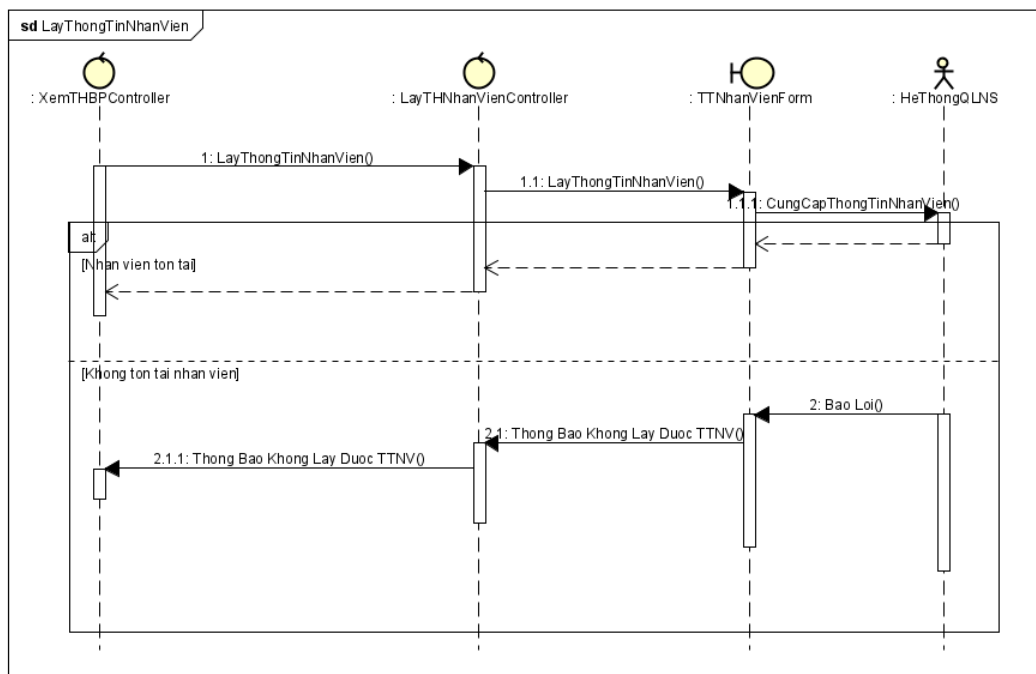 sd LayThongTinNhanVien
: XemTHBPController
: LayTHNhanVienController
: TTNhanVienForm
: HeThongQLNS
1: LayThongTinNhanVien()
1.1: LayThongTinNhanVien()
1.1.1: CungCapThongTinNhanVien()
alt
[Nhan vien ton tai]
[Khong ton tai nhan vien]
2: Bao Loi()
2.1: Thong Bao Khong Lay Duoc TTNV()
2.1.1: Thong Bao Khong Lay Duoc TTNV()